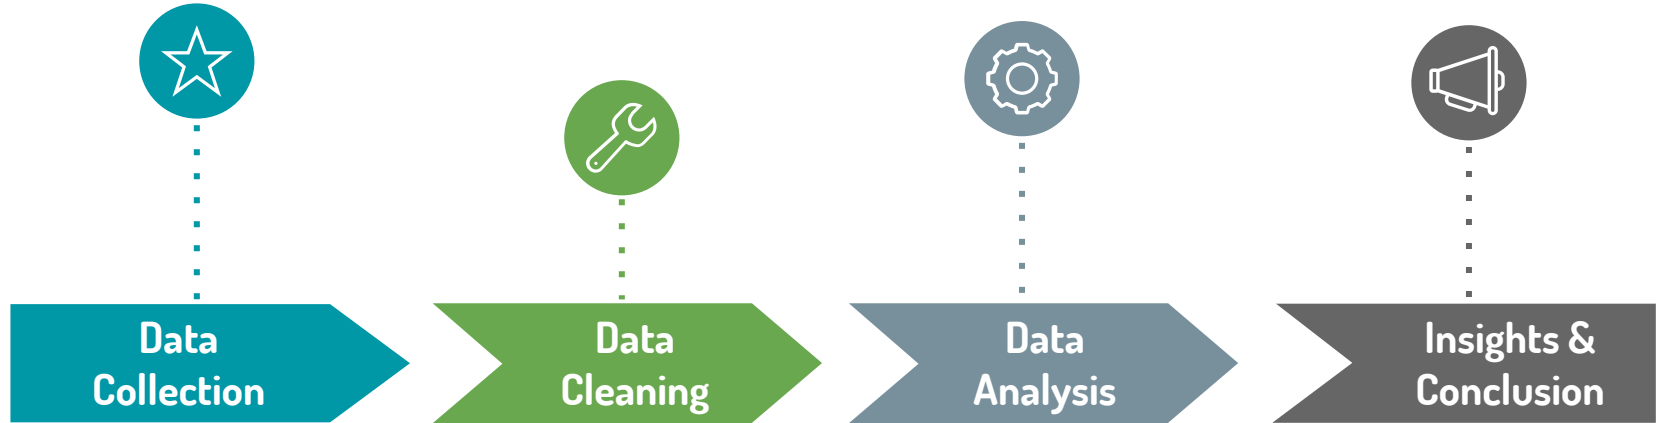 Data
Collection
Data
Cleaning
Data
Analysis
Insights &
Conclusion